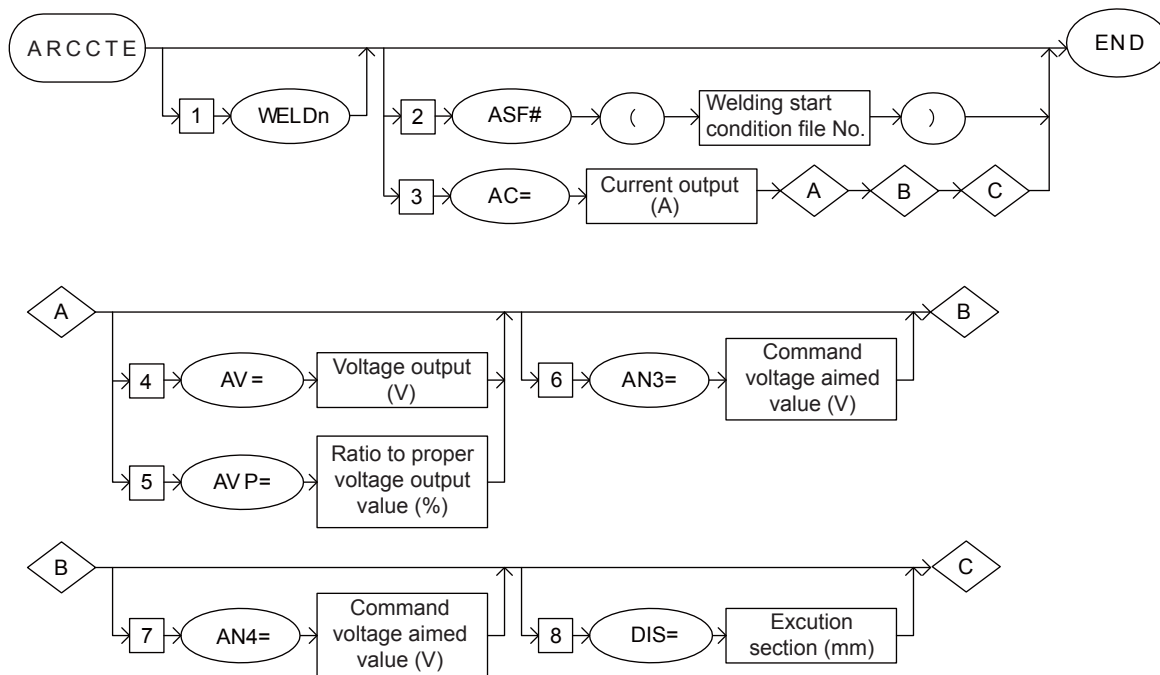 ARCCTE
END
1
WELDn
2
ASF#
(
Welding start
condition file No.
)
3
AC=
Current output
(A)
A
B
C
A
B
4
AV=
Voltage output
(V)
6
AN3=
Command
voltage aimed
value (V)
5
AVP=
Ratio to proper
voltage output
value (%)
B
C
7
AN4=
Command
voltage aimed
value (V)
8
DIS=
Excution
section (mm)